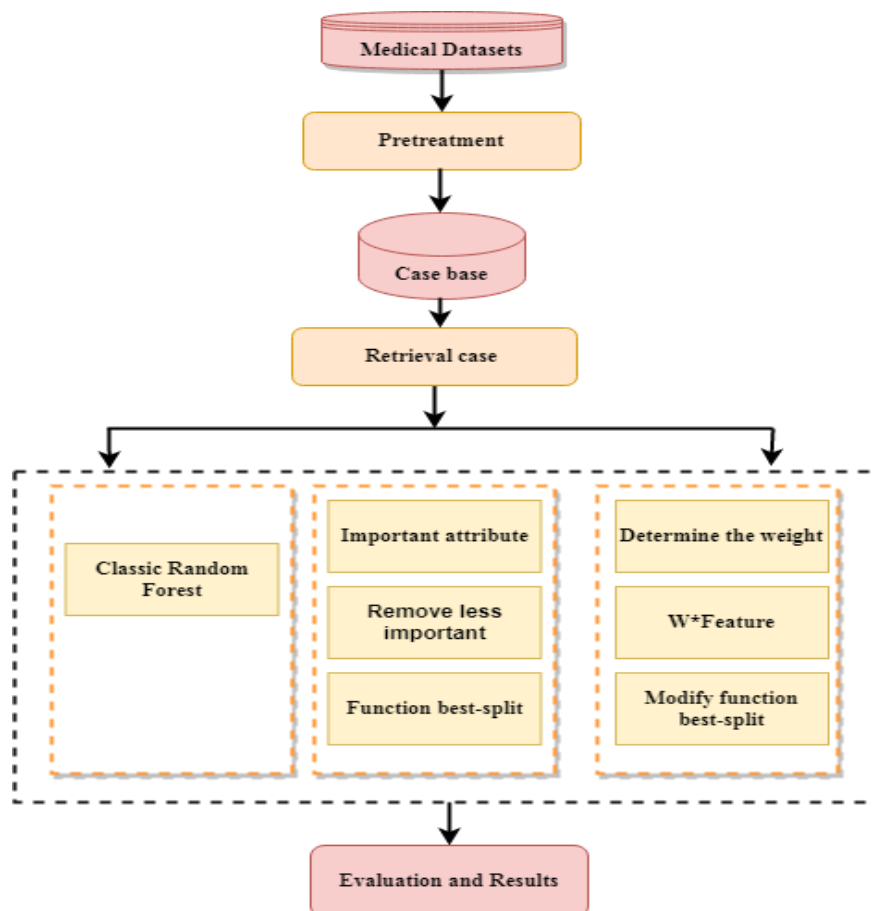 Medical Datasets
Pretreatment
Case base
Retrieval case
Classic Random
Forest
Important attribute
Remove less
important
Function best-split
Determine the weight
W*Feature
Modify function
best-split
Evaluation and Results